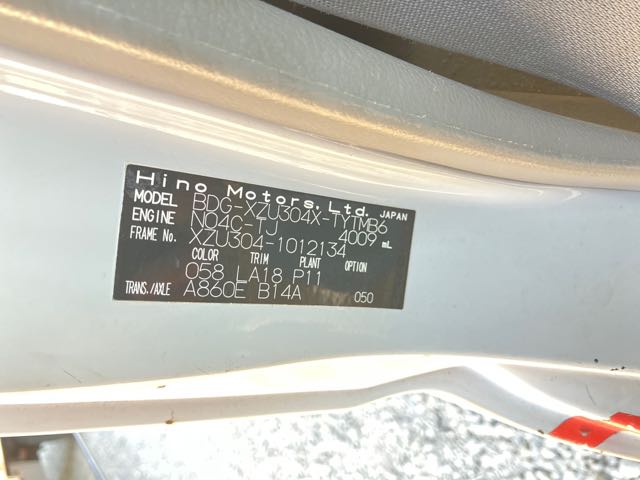 Hino Motors,Ltd. JAPAN
MODEL BDG-XZU304X-TYTMB6
ENGINE N04C-TJ 4009 mL
FRAME No. XZU304-1012134
COLOR TRIM PLANT OPTION
058 LA18 P11
TRANS./AXLE A860E B14A 050